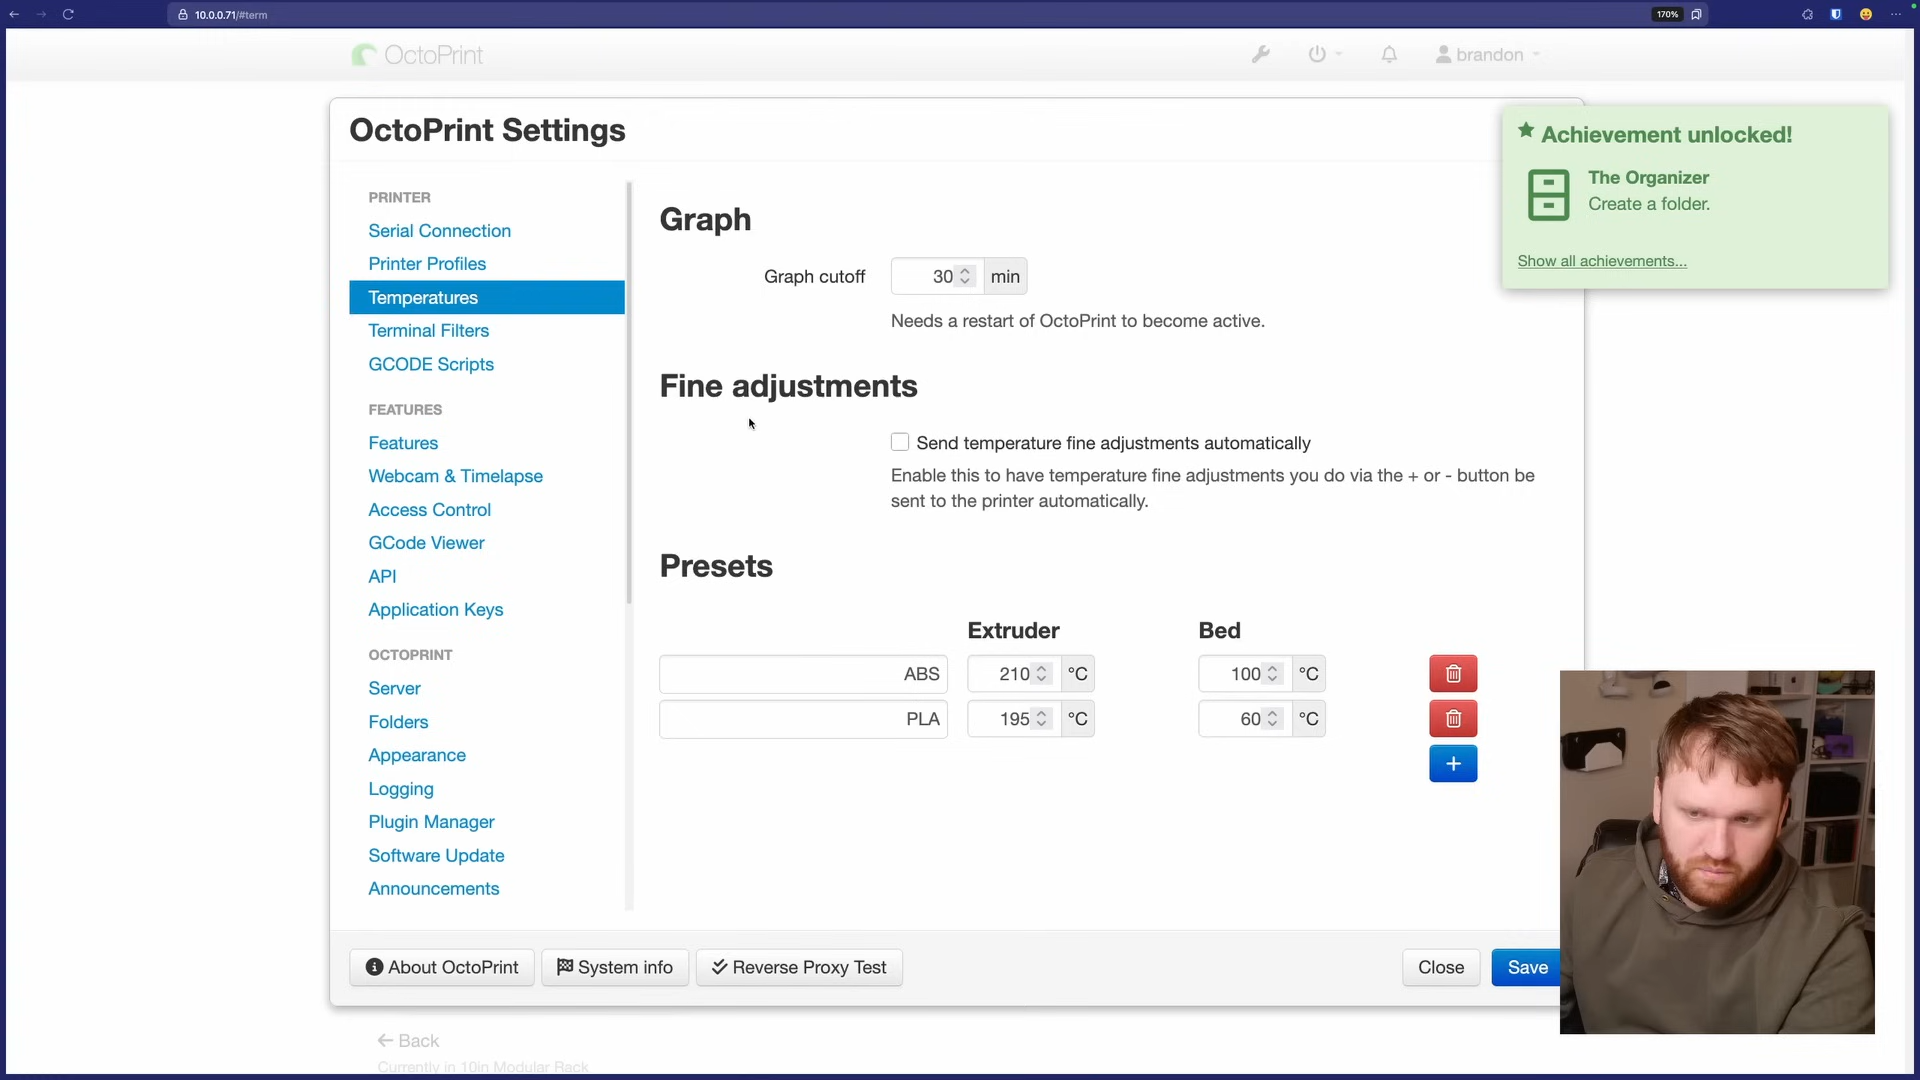 10.0.0.71/#term
170%
OctoPrint
brandon
OctoPrint Settings
PRINTER
Serial Connection
Printer Profiles
Temperatures
Terminal Filters
GCODE Scripts
FEATURES
Features
Webcam & Timelapse
Access Control
GCode Viewer
API
Application Keys
OCTOPRINT
Server
Folders
Appearance
Logging
Plugin Manager
Software Update
Announcements
Graph
Graph cutoff 30 min
Needs a restart of OctoPrint to become active.
Fine adjustments
Send temperature fine adjustments automatically
Enable this to have temperature fine adjustments you do via the + or - button be
sent to the printer automatically.
Presets
Extruder Bed
ABS 210 °C 100 °C
PLA 195 °C 60 °C
+
Achievement unlocked!
The Organizer
Create a folder.
Show all achievements...
About OctoPrint System info Reverse Proxy Test Close Save
Back
Currently in 10in Modular Rack